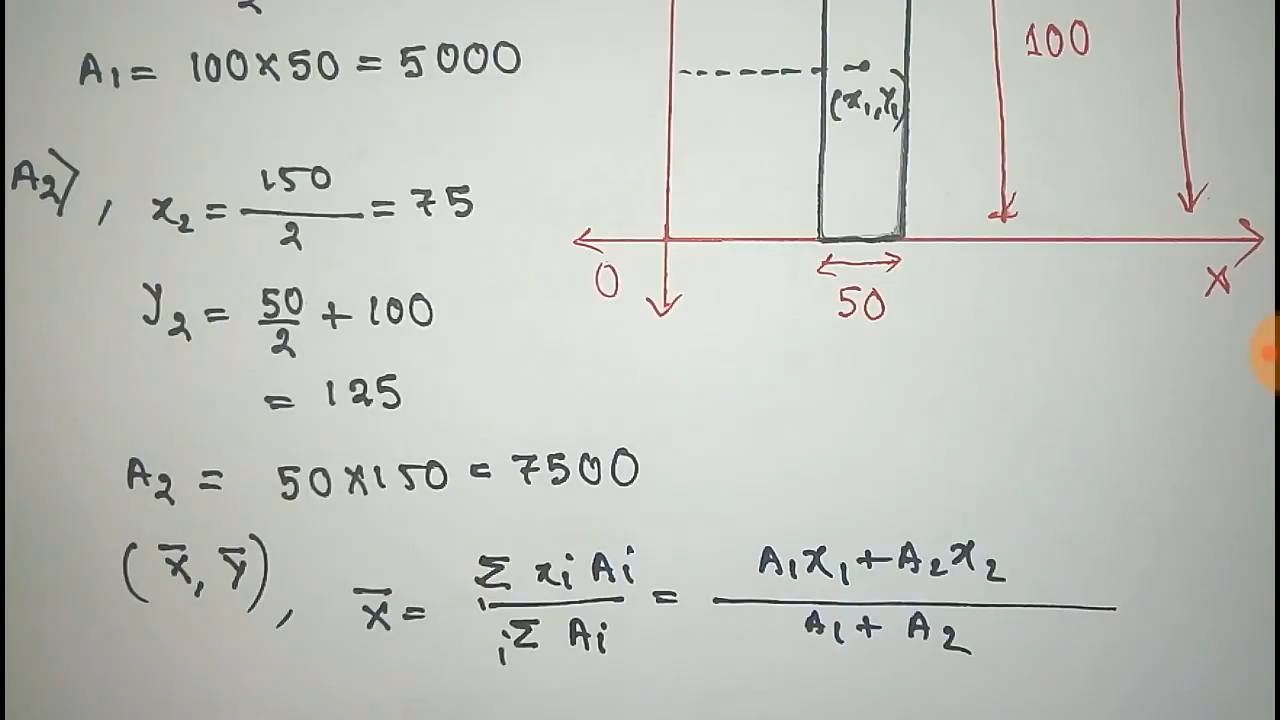 2
A₁ = 100 × 50 = 5000
100
(x₁, y₁)
A₂⟩, x₂ = 150/2 = 75
0
50
X
y₂ = 50/2 + 100
= 125
A₂ = 50 × 150 = 7500
(x̄, ȳ), x̄ = Σ xᵢ Aᵢ / Σ Aᵢ = A₁x₁ + A₂x₂ / A₁ + A₂